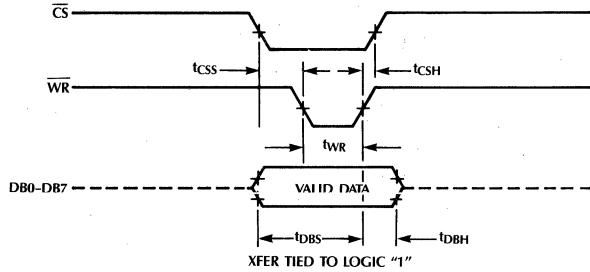 CS
tCSS
tCSH
WR
tWR
DB0–DB7
VALID DATA
tDBS
tDBH
XFER TIED TO LOGIC "1"